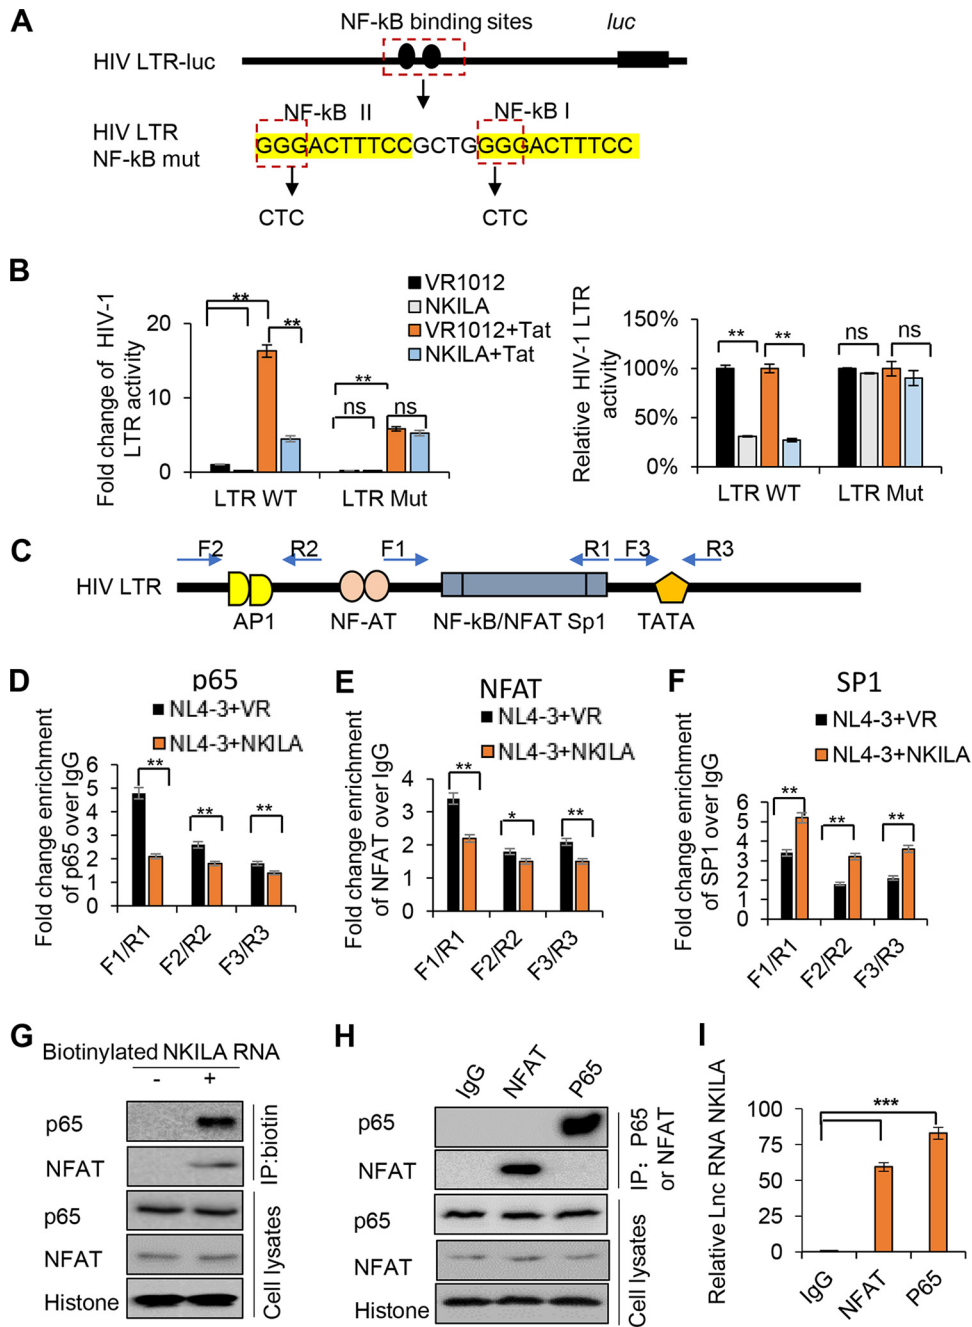 A
NF-kB binding sites
luc
HIV LTR-luc
NF-kB II
NF-kB I
HIV LTR
NF-kB mut
GGGACTTTCCGCTGGGGACTTTCC
CTC
CTC
B
Fold change of HIV-1
LTR activity
20
10
0
LTR WT
LTR Mut
**
**
**
ns
ns
VR1012
NKILA
VR1012+Tat
NKILA+Tat
Relative HIV-1 LTR
activity
150%
100%
50%
0%
**
**
ns
ns
LTR WT
LTR Mut
C
F2
R2
F1
R1
F3
R3
HIV LTR
AP1
NF-AT
NF-kB/NFAT Sp1
TATA
D
p65
NL4-3+VR
NL4-3+NKILA
Fold change enrichment
of p65 over IgG
6
5
4
3
2
1
0
**
**
**
F1/R1
F2/R2
F3/R3
E
NFAT
NL4-3+VR
NL4-3+NKILA
Fold change enrichment
of NFAT over IgG
4
3
2
1
0
**
*
**
F1/R1
F2/R2
F3/R3
F
SP1
NL4-3+VR
NL4-3+NKILA
Fold change enrichment
of SP1 over IgG
6
5
4
3
2
1
0
**
**
**
F1/R1
F2/R2
F3/R3
G
Biotinylated NKILA RNA
- +
p65
NFAT
IP:biotin
p65
NFAT
Histone
Cell lysates
H
IgG
NFAT
P65
p65
NFAT
IP: P65
or NFAT
p65
NFAT
Histone
Cell lysates
I
Relative Lnc RNA NKILA
100
75
50
25
0
***
IgG
NFAT
P65